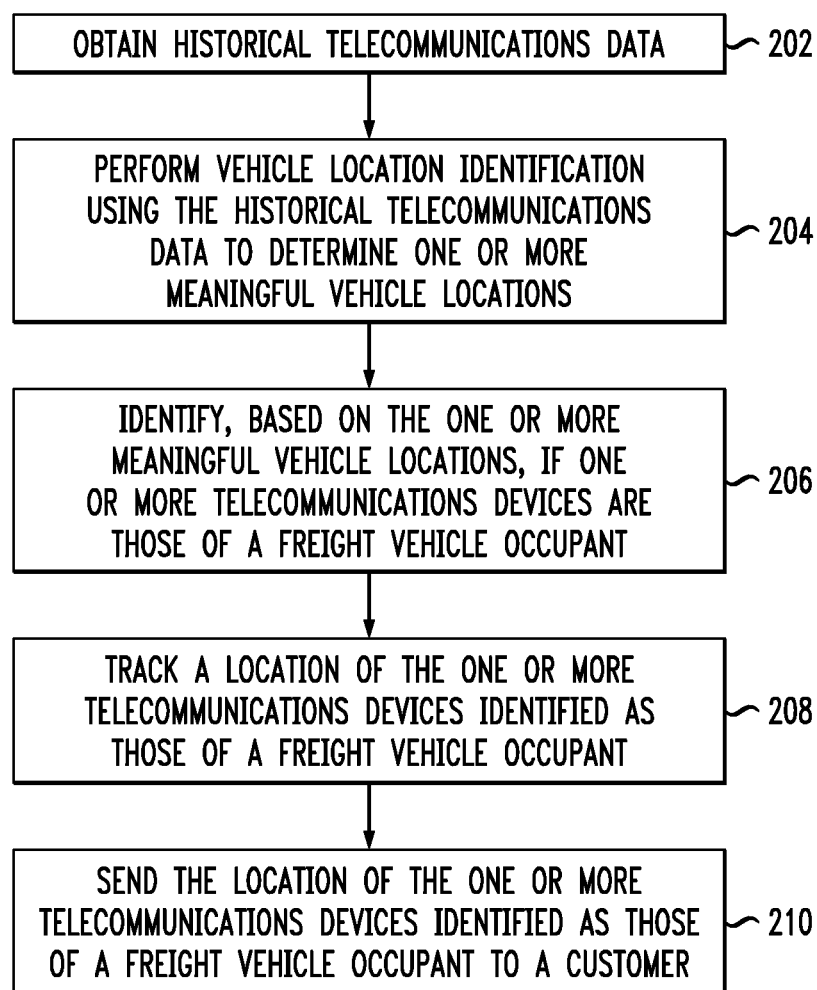 OBTAIN HISTORICAL TELECOMMUNICATIONS DATA
202
PERFORM VEHICLE LOCATION IDENTIFICATION
USING THE HISTORICAL TELECOMMUNICATIONS
DATA TO DETERMINE ONE OR MORE
MEANINGFUL VEHICLE LOCATIONS
204
IDENTIFY, BASED ON THE ONE OR MORE
MEANINGFUL VEHICLE LOCATIONS, IF ONE
OR MORE TELECOMMUNICATIONS DEVICES ARE
THOSE OF A FREIGHT VEHICLE OCCUPANT
206
TRACK A LOCATION OF THE ONE OR MORE
TELECOMMUNICATIONS DEVICES IDENTIFIED AS
THOSE OF A FREIGHT VEHICLE OCCUPANT
208
SEND THE LOCATION OF THE ONE OR MORE
TELECOMMUNICATIONS DEVICES IDENTIFIED AS THOSE
OF A FREIGHT VEHICLE OCCUPANT TO A CUSTOMER
210